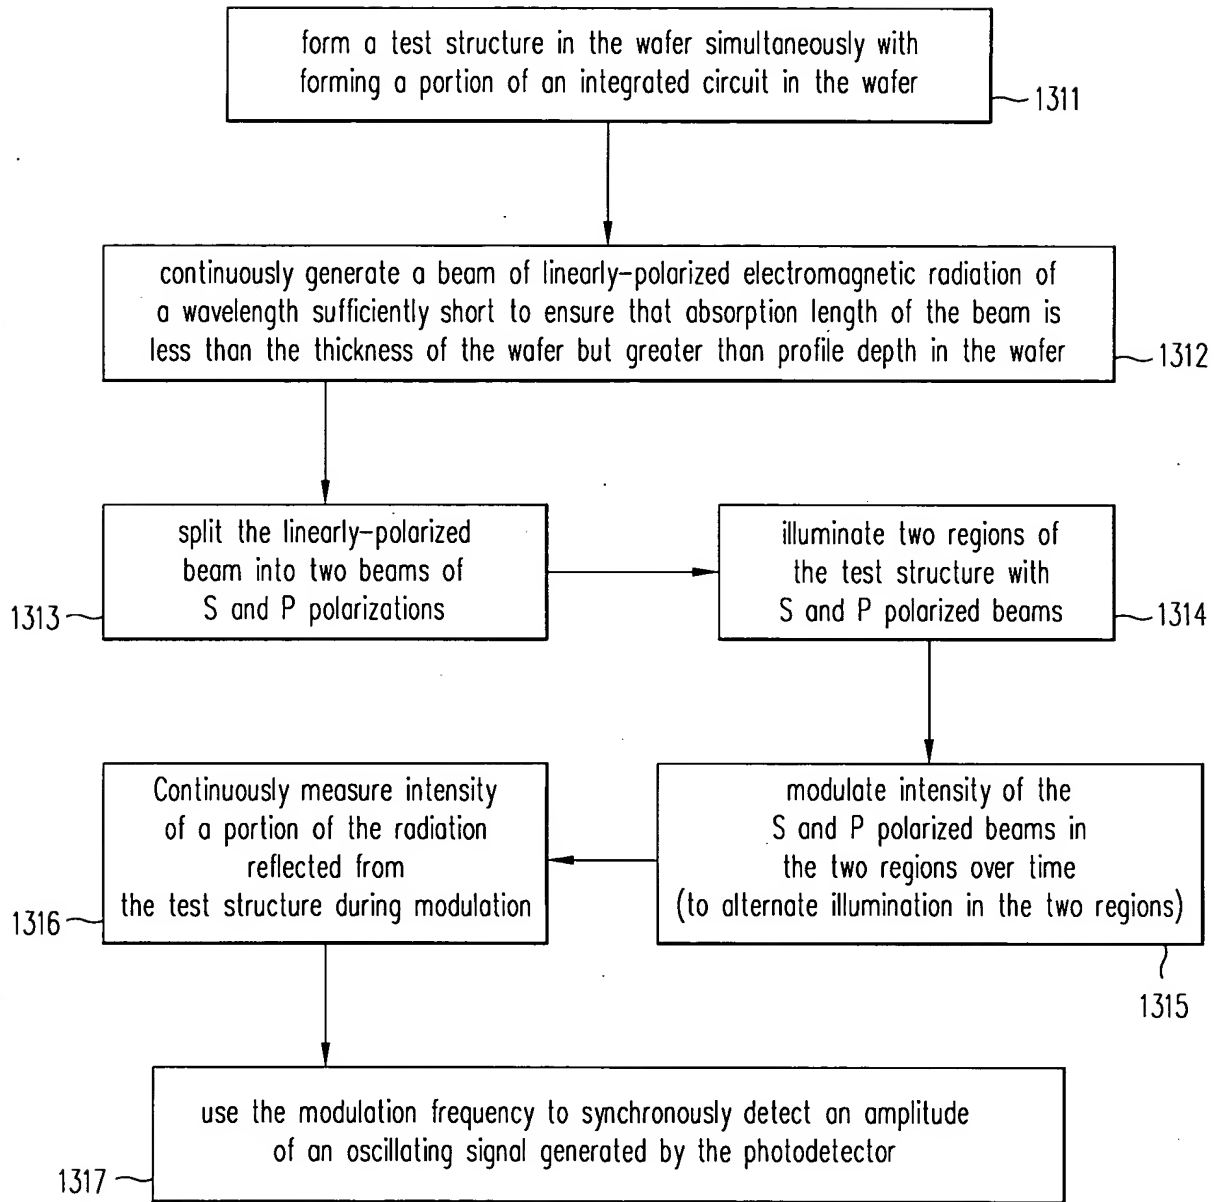 form a test structure in the wafer simultaneously with
forming a portion of an integrated circuit in the wafer
1311
continuously generate a beam of linearly-polarized electromagnetic radiation of
a wavelength sufficiently short to ensure that absorption length of the beam is
less than the thickness of the wafer but greater than profile depth in the wafer
1312
split the linearly-polarized
beam into two beams of
S and P polarizations
1313
illuminate two regions of
the test structure with
S and P polarized beams
1314
modulate intensity of the
S and P polarized beams in
the two regions over time
(to alternate illumination in the two regions)
1315
Continuously measure intensity
of a portion of the radiation
reflected from
the test structure during modulation
1316
use the modulation frequency to synchronously detect an amplitude
of an oscillating signal generated by the photodetector
1317